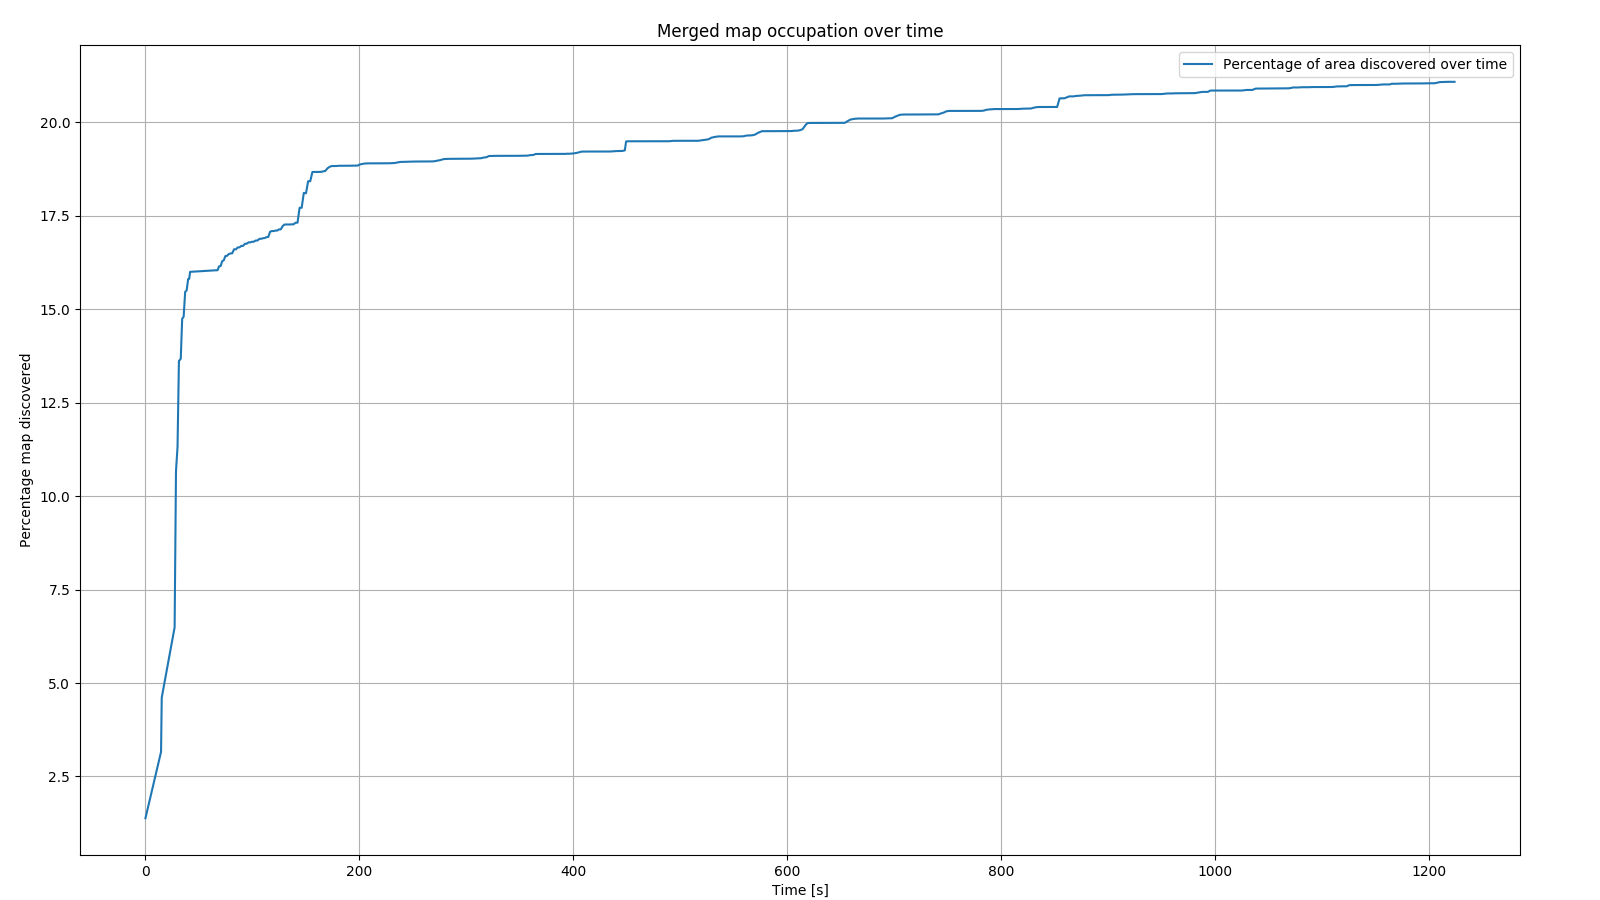 Merged map occupation over time
Percentage of area discovered over time
Percentage map discovered
20.0
17.5
15.0
12.5
10.0
7.5
5.0
2.5
0 200 400 600 800 1000 1200
Time [s]